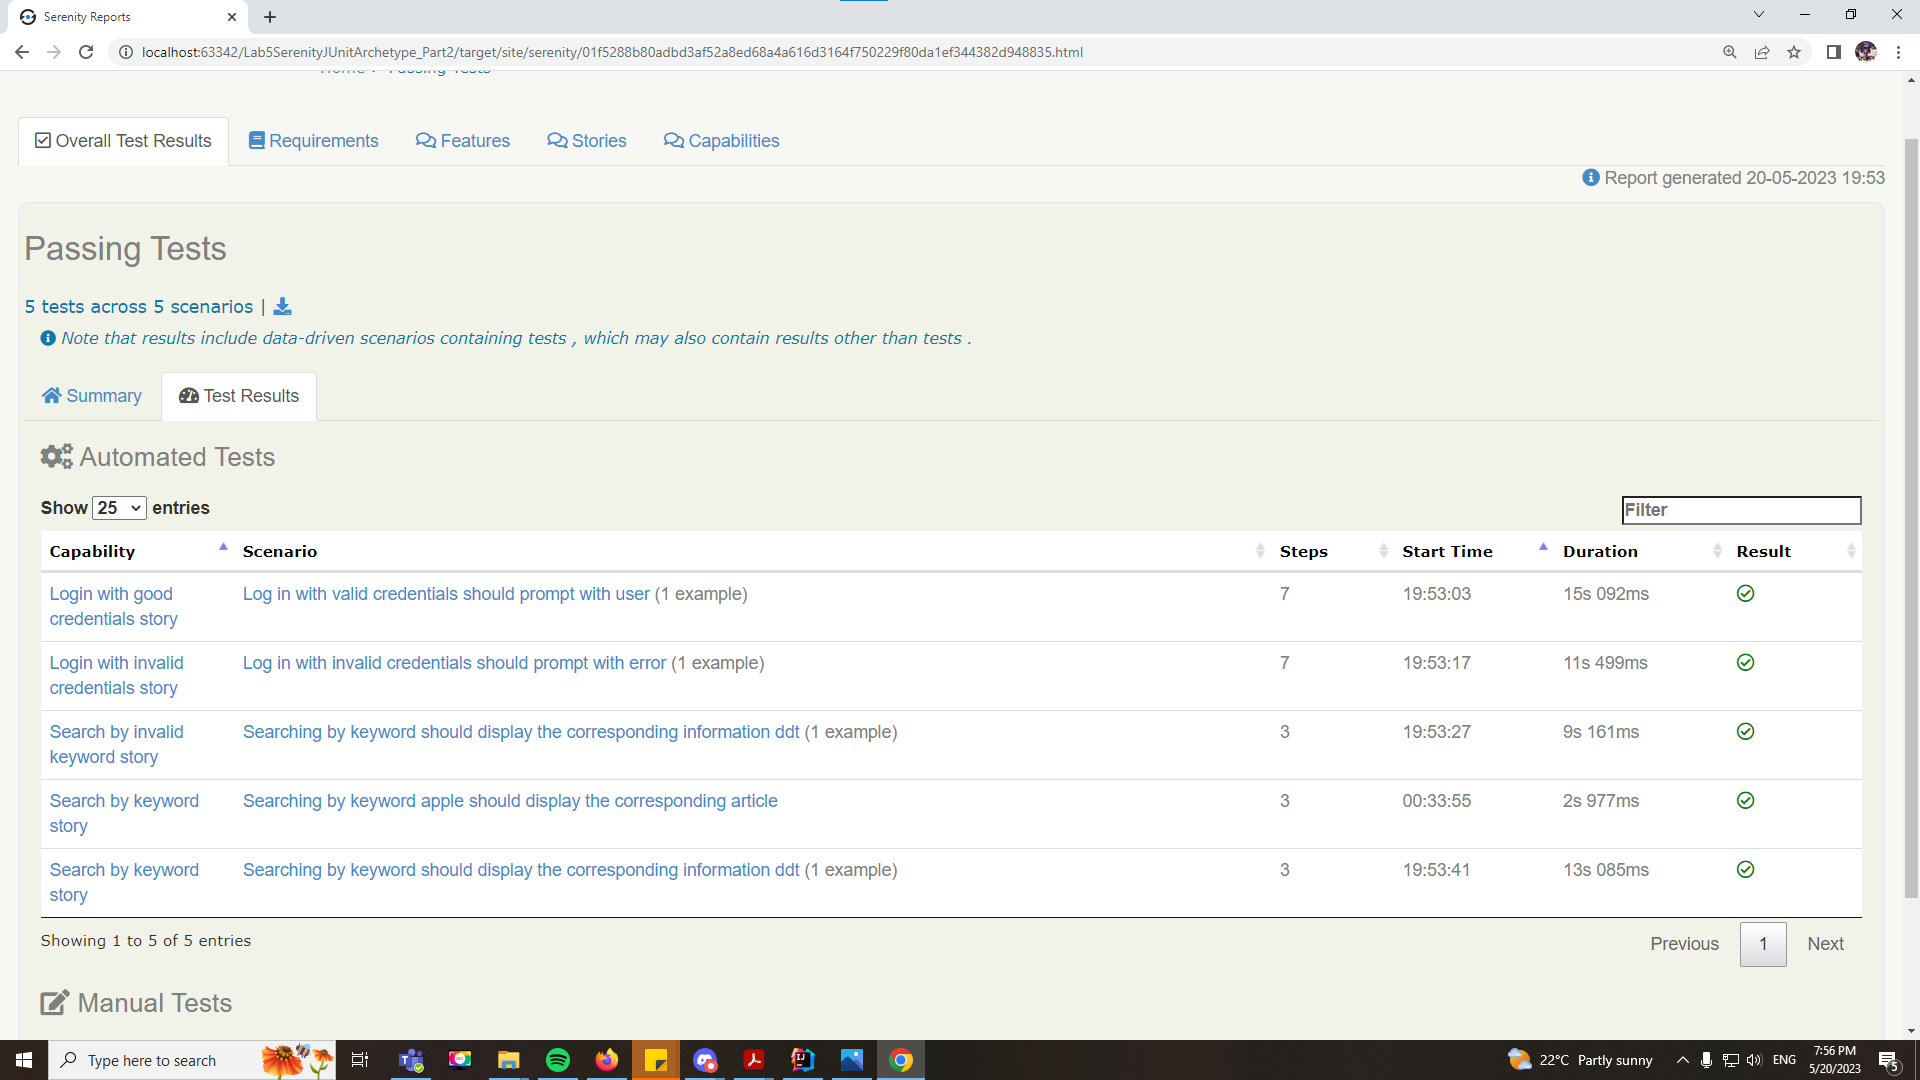 Serenity Reports
localhost:63342/Lab5SerenityJUnitArchetype_Part2/target/site/serenity/01f5288b80adbd3af52a8ed68a4a616d3164f750229f80da1ef344382d948835.html
Home > Passing Tests
Overall Test Results Requirements Features Stories Capabilities
Report generated 20-05-2023 19:53
Passing Tests
5 tests across 5 scenarios |
Note that results include data-driven scenarios containing tests , which may also contain results other than tests .
Summary Test Results
Automated Tests
Show 25 entries Filter
Capability Scenario Steps Start Time Duration Result
Login with good Log in with valid credentials should prompt with user (1 example) 7 19:53:03 15s 092ms
credentials story
Login with invalid Log in with invalid credentials should prompt with error (1 example) 7 19:53:17 11s 499ms
credentials story
Search by invalid Searching by keyword should display the corresponding information ddt (1 example) 3 19:53:27 9s 161ms
keyword story
Search by keyword Searching by keyword apple should display the corresponding article 3 00:33:55 2s 977ms
story
Search by keyword Searching by keyword should display the corresponding information ddt (1 example) 3 19:53:41 13s 085ms
story
Showing 1 to 5 of 5 entries
Previous 1 Next
Manual Tests
Type here to search 22°C Partly sunny ENG 7:56 PM
5/20/2023 5